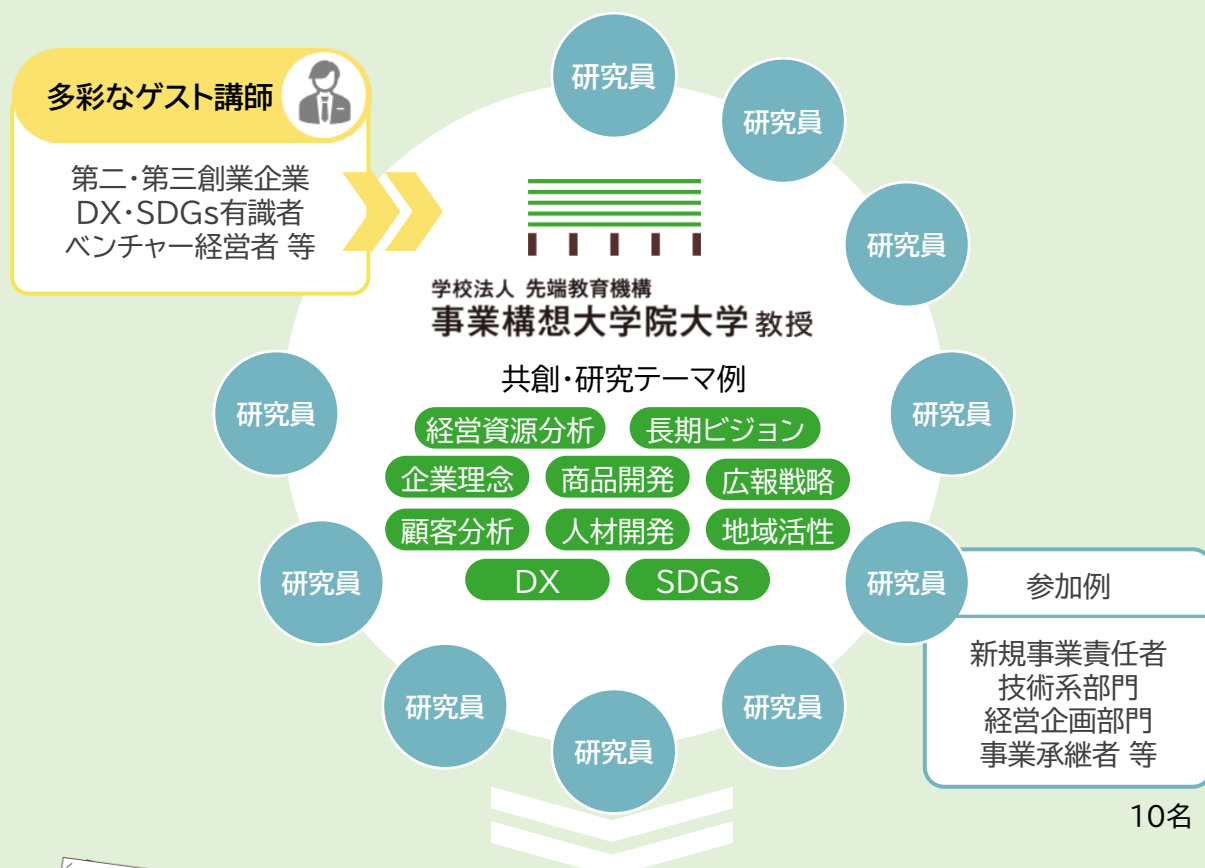 研究員
研究員
多彩なゲスト講師
第二・第三創業企業
DX・SDGs有識者
ベンチャー経営者 等
研究員
学校法人 先端教育機構
事業構想大学院大学 教授
共創・研究テーマ例
研究員
研究員
経営資源分析 長期ビジョン
企業理念 商品開発 広報戦略
顧客分析 人材開発 地域活性
DX SDGs
研究員
研究員
参加例
新規事業責任者
技術系部門
経営企画部門
事業承継者 等
研究員
研究員
研究員
10名